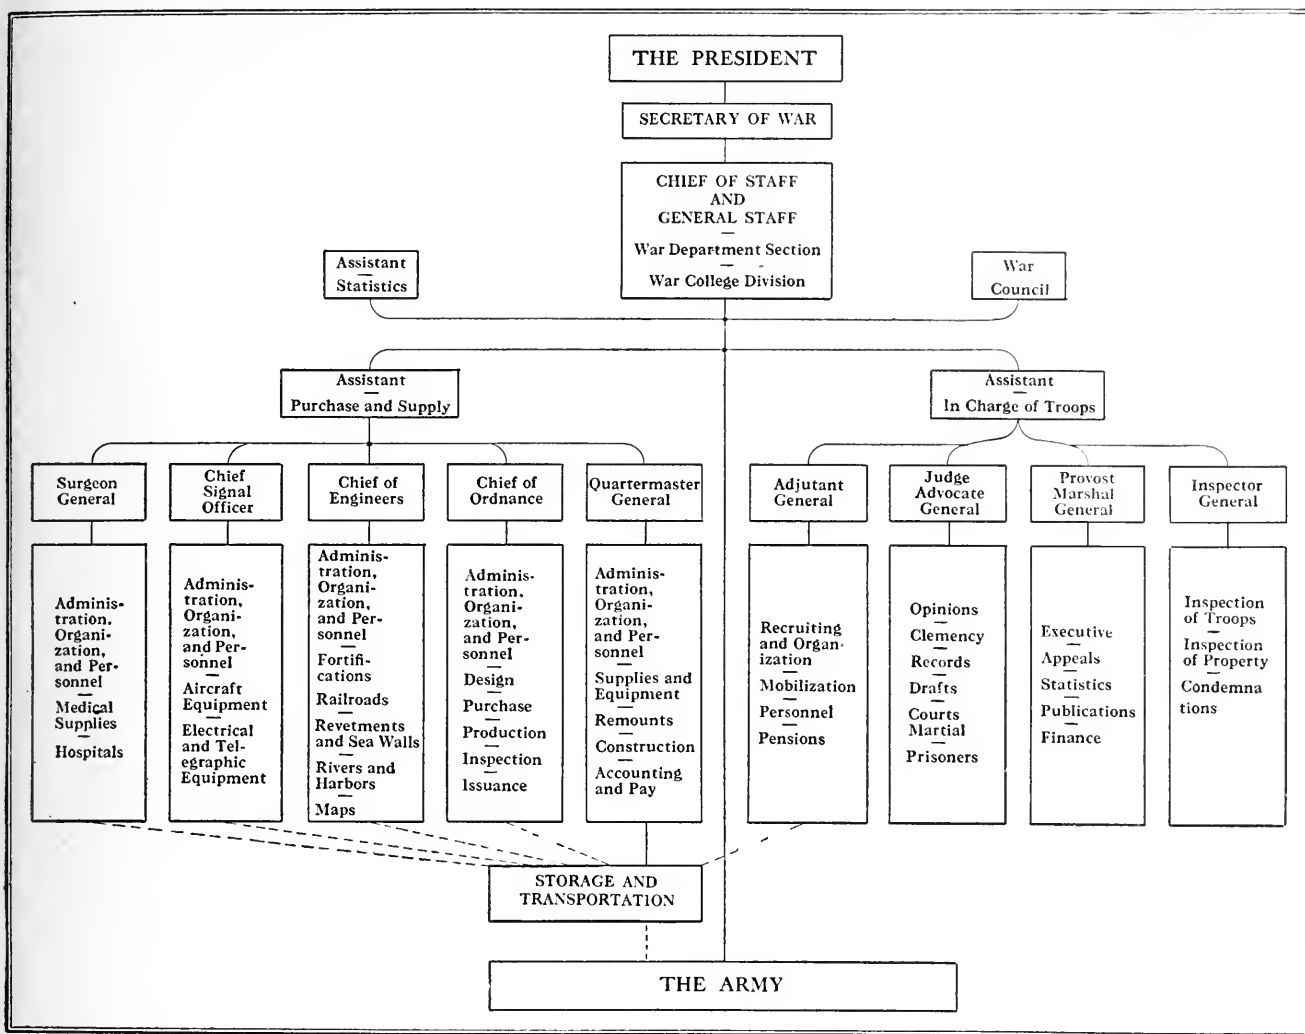 THE PRESIDENT
SECRETARY OF WAR
CHIEF OF STAFF
AND
GENERAL STAFF
War Department Section
War College Division
Assistant
Statistics
War
Council
Assistant
Purchase and Supply
Assistant
In Charge of Troops
Surgeon
General
Chief
Signal
Officer
Chief of
Engineers
Chief of
Ordnance
Quartermaster
General
Adjutant
General
Judge
Advocate
General
Provost
Marshal
General
Inspector
General
Adminis-
tration,
Organi-
zation,
and Per-
sonnel
Medical
Supplies
Hospitals
Adminis-
tration,
Organi-
zation,
and Per-
sonnel
Aircraft
Equipment
Electrical
and Tel-
egraphic
Equipment
Adminis-
tration,
Organi-
zation,
and Per-
sonnel
Fortifi-
cations
Railroads
Revetments
and Sea Walls
Rivers and
Harbors
Maps
Adminis-
tration,
Organi-
zation,
and Per-
sonnel
Design
Purchase
Production
Inspection
Issuance
Adminis-
tration,
Organi-
zation,
and Per-
sonnel
Supplies and
Equipment
Remounts
Construction
Accounting
and Pay
Recruiting
and Organ-
ization
Mobilization
Personnel
Pensions
Opinions
Clemency
Records
Drafts
Courts
Martial
Prisoners
Executive
Appeals
Statistics
Publications
Finance
Inspection
of Troops
Inspection
of Property
Condemna
tions
STORAGE AND
TRANSPORTATION
THE ARMY